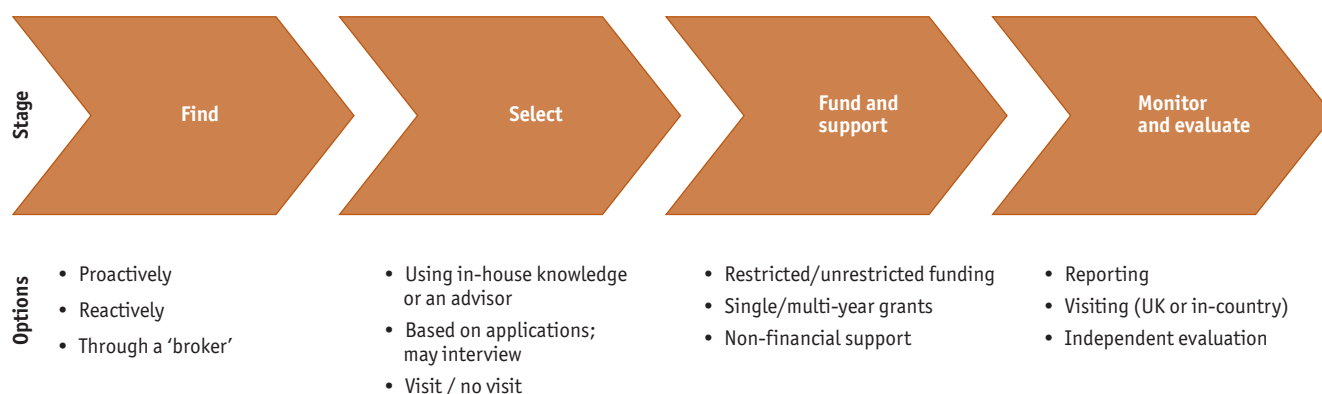 Stage
Find
Select
Fund and
support
Monitor
and evaluate
Options
• Proactively
• Reactively
• Through a ‘broker’
• Using in-house knowledge
or an advisor
• Based on applications;
may interview
• Visit / no visit
• Restricted/unrestricted funding
• Single/multi-year grants
• Non-financial support
• Reporting
• Visiting (UK or in-country)
• Independent evaluation